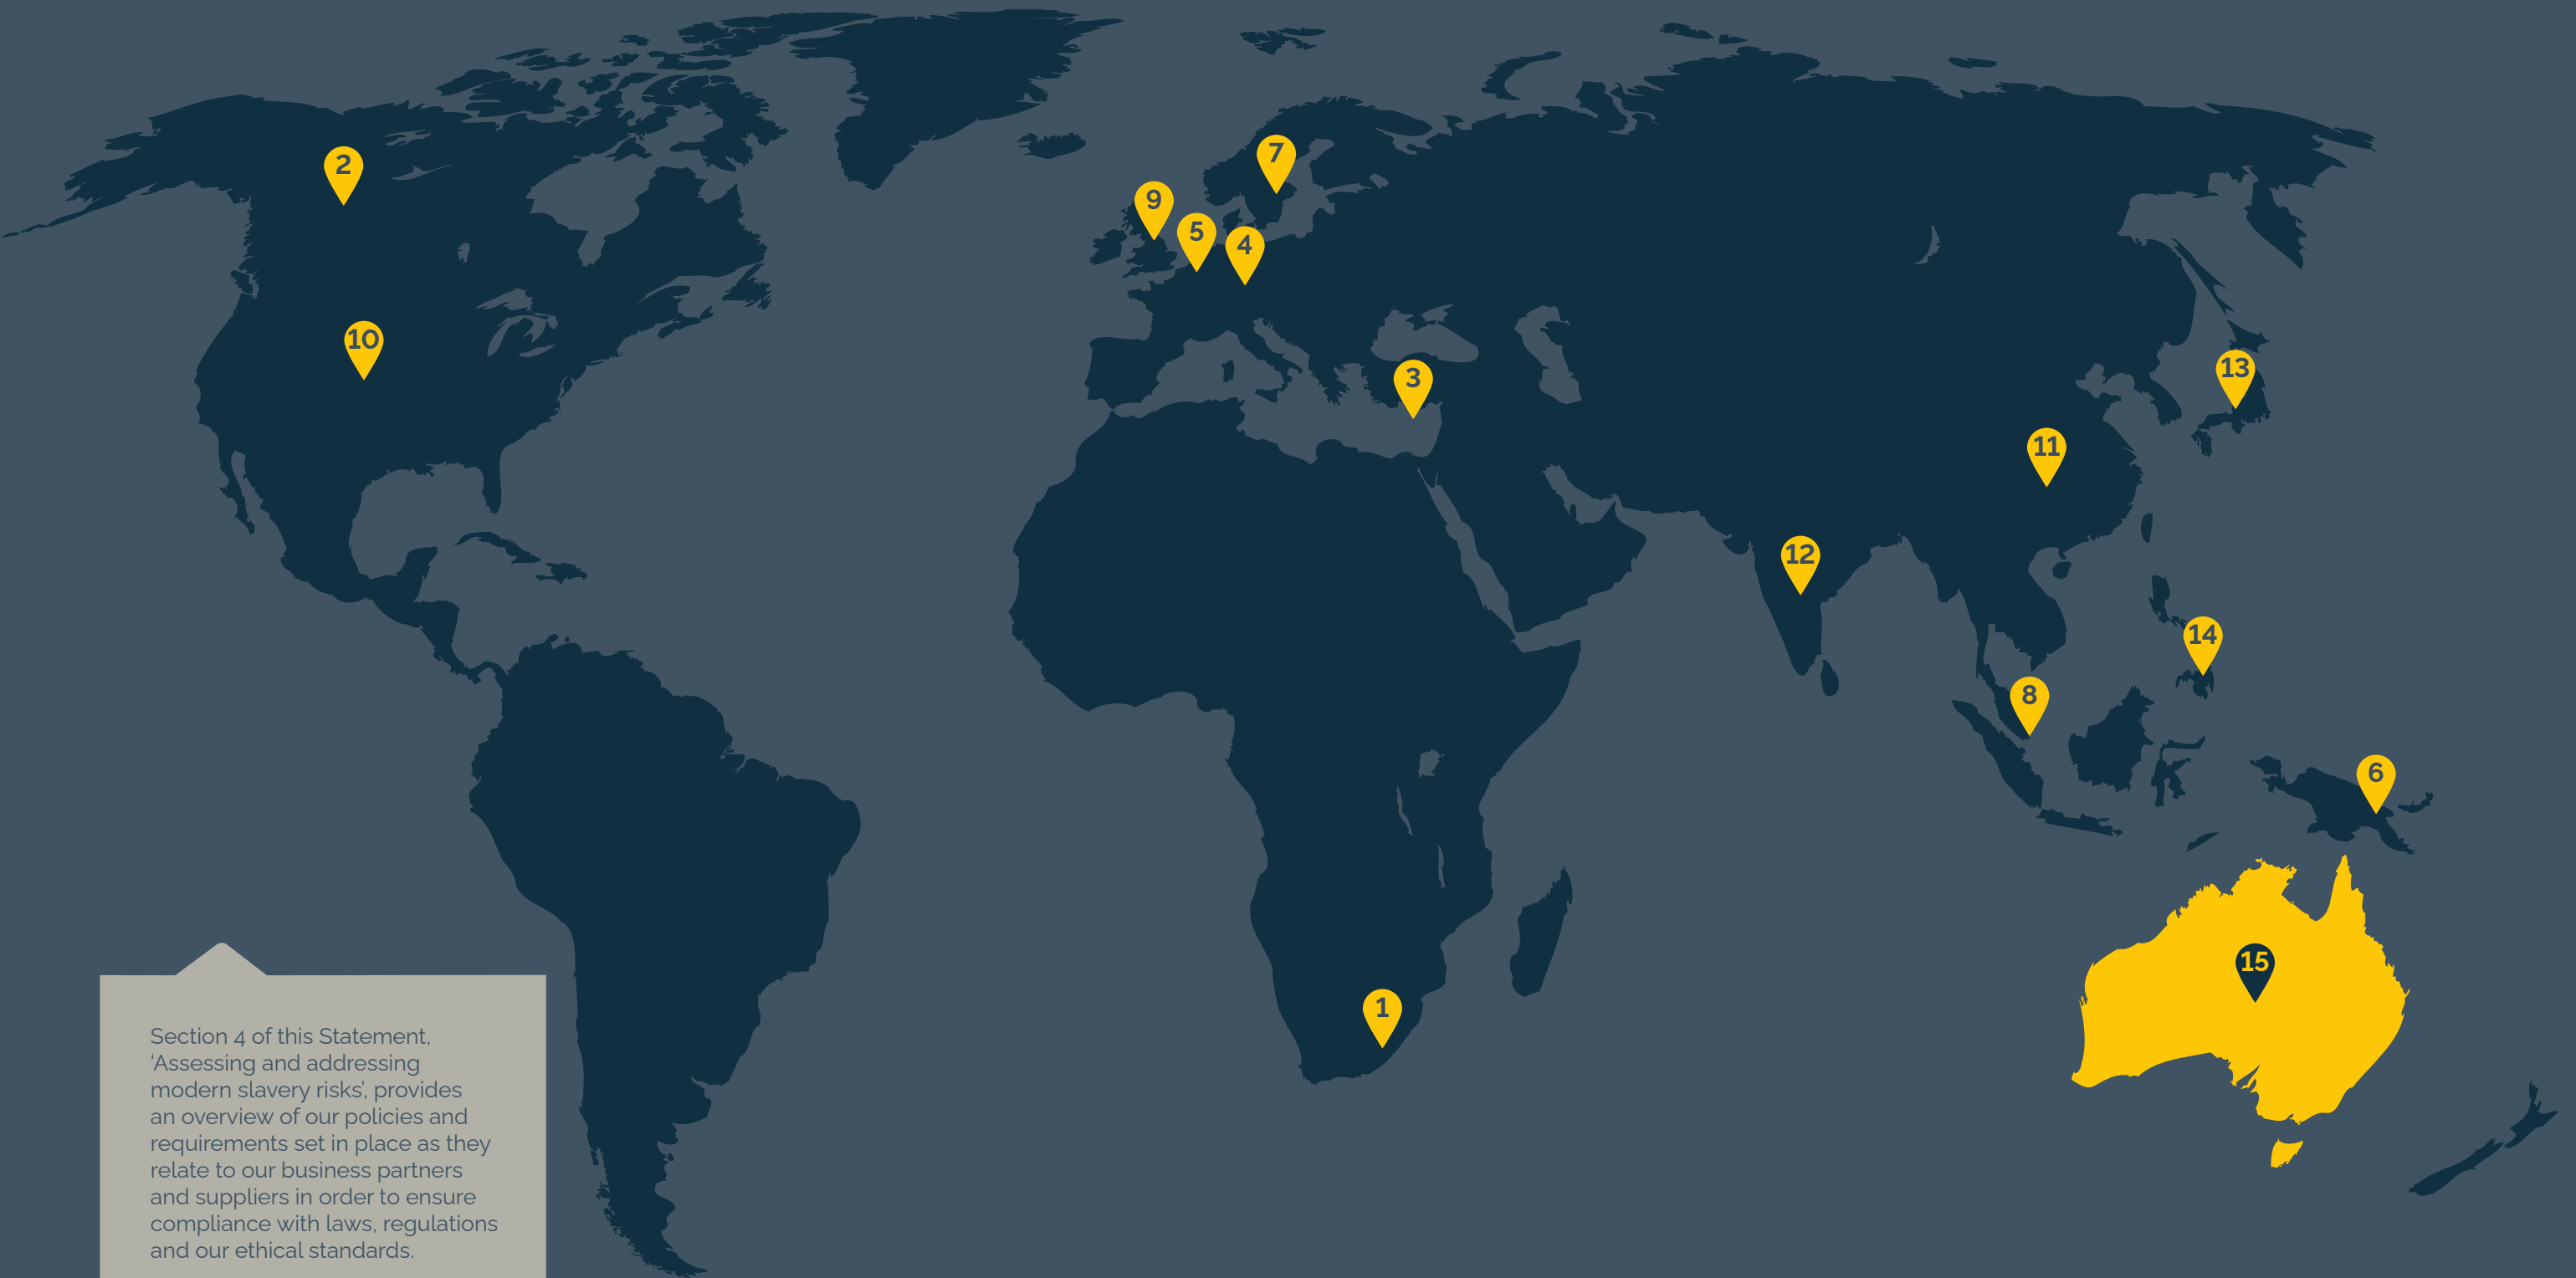 2
7
9
5
4
10
3
13
11
12
14
8
6
15
1
Section 4 of this Statement,
‘Assessing and addressing
modern slavery risks’, provides
an overview of our policies and
requirements set in place as they
relate to our business partners
and suppliers in order to ensure
compliance with laws, regulations
and our ethical standards.